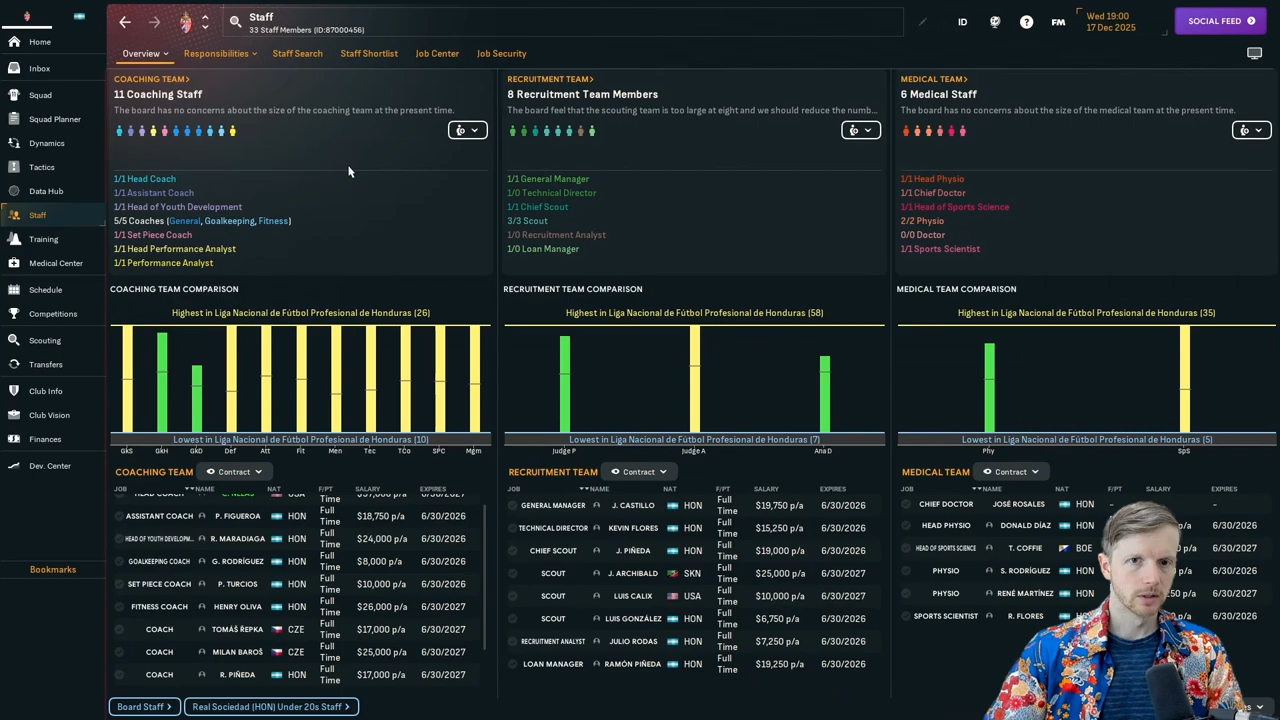 Staff
33 Staff Members (ID:87000456)
ID
FM
Wed 19:00
17 Dec 2025
SOCIAL FEED
Home
Inbox
Squad
Squad Planner
Dynamics
Tactics
Data Hub
Staff
Training
Medical Center
Schedule
Competitions
Scouting
Transfers
Club Info
Club Vision
Finances
Dev. Center
Bookmarks
Overview
Responsibilities
Staff Search
Staff Shortlist
Job Center
Job Security
COACHING TEAM>
11 Coaching Staff
The board has no concerns about the size of the coaching team at the present time.
1/1 Head Coach
1/1 Assistant Coach
1/1 Head of Youth Development
5/5 Coaches (General, Goalkeeping, Fitness)
1/1 Set Piece Coach
1/1 Head Performance Analyst
1/1 Performance Analyst
RECRUITMENT TEAM>
8 Recruitment Team Members
The board feel that the scouting team is too large at eight and we should reduce the numb...
1/1 General Manager
1/0 Technical Director
1/1 Chief Scout
3/3 Scout
1/0 Recruitment Analyst
1/0 Loan Manager
MEDICAL TEAM>
6 Medical Staff
The board has no concerns about the size of the medical team at the present time.
1/1 Head Physio
1/1 Chief Doctor
1/1 Head of Sports Science
2/2 Physio
0/0 Doctor
1/1 Sports Scientist
COACHING TEAM COMPARISON
Highest in Liga Nacional de Fútbol Profesional de Honduras (26)
Lowest in Liga Nacional de Fútbol Profesional de Honduras (10)
GkS GkH GkD Def Att Fit Men Tec TCo SPC Mgm
RECRUITMENT TEAM COMPARISON
Highest in Liga Nacional de Fútbol Profesional de Honduras (58)
Lowest in Liga Nacional de Fútbol Profesional de Honduras (7)
Judge P Judge A Ana D
MEDICAL TEAM COMPARISON
Highest in Liga Nacional de Fútbol Profesional de Honduras (35)
Lowest in Liga Nacional de Fútbol Profesional de Honduras (5)
Phy SpS
COACHING TEAM Contract
JOB NAME NAT F/PT SALARY EXPIRES
Full Time
ASSISTANT COACH P. FIGUEROA HON Full Time $18,750 p/a 6/30/2026
HEAD OF YOUTH DEVELOPM... R. MARADIAGA HON Full Time $24,000 p/a 6/30/2026
GOALKEEPING COACH G. RODRÍGUEZ HON Full Time $8,000 p/a 6/30/2026
SET PIECE COACH P. TURCIOS HON Full Time $10,000 p/a 6/30/2026
FITNESS COACH HENRY OLIVA HON Full Time $26,000 p/a 6/30/2027
COACH TOMÁŠ ŘEPKA CZE Full Time $17,000 p/a 6/30/2027
COACH MILAN BAROŠ CZE Full Time $25,000 p/a 6/30/2027
COACH R. PIÑEDA HON Full Time $17,000 p/a 6/30/2026
RECRUITMENT TEAM Contract
JOB NAME NAT F/PT SALARY EXPIRES
GENERAL MANAGER J. CASTILLO HON Full Time $19,750 p/a 6/30/2026
TECHNICAL DIRECTOR KEVIN FLORES HON Full Time $15,250 p/a 6/30/2026
CHIEF SCOUT J. PIÑEDA HON Full Time $19,000 p/a 6/30/2026
SCOUT J. ARCHIBALD SKN Full Time $25,000 p/a 6/30/2026
SCOUT LUIS CALIX USA Full Time $10,000 p/a 6/30/2026
SCOUT LUIS GONZÁLEZ HON Full Time $6,750 p/a 6/30/2026
RECRUITMENT ANALYST JULIO RODAS HON Full Time $7,250 p/a 6/30/2026
LOAN MANAGER RAMÓN PIÑEDA HON Full Time $19,250 p/a 6/30/2026
MEDICAL TEAM Contract
JOB NAME NAT F/PT SALARY EXPIRES
CHIEF DOCTOR JOSÉ ROSALES HON - -
HEAD PHYSIO DONALD DÍAZ HON p/a 6/30/2026
HEAD OF SPORTS SCIENCE T. COFFIE BOE p/a 6/30/2027
PHYSIO S. RODRÍGUEZ HON p/a 6/30/2026
PHYSIO RENÉ MARTÍNEZ HON p/a 6/30/2026
SPORTS SCIENTIST R. FLORES HON p/a 6/30/2026
Board Staff >
Real Sociedad (HON) Under 20s Staff >